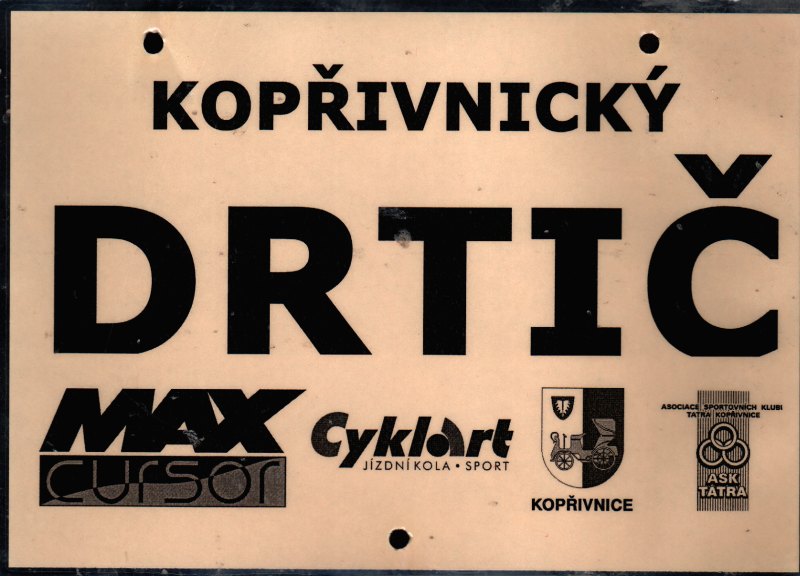 KOPŘIVNICKÝ
DRTIČ
MAX
cursor
Cyklart
JÍZDNÍ KOLA • SPORT
KOPŘIVNICE
ASOCIACE SPORTOVNÍCH KLUBŮ
TATRA KOPŘIVNICE
ASK
TATRA